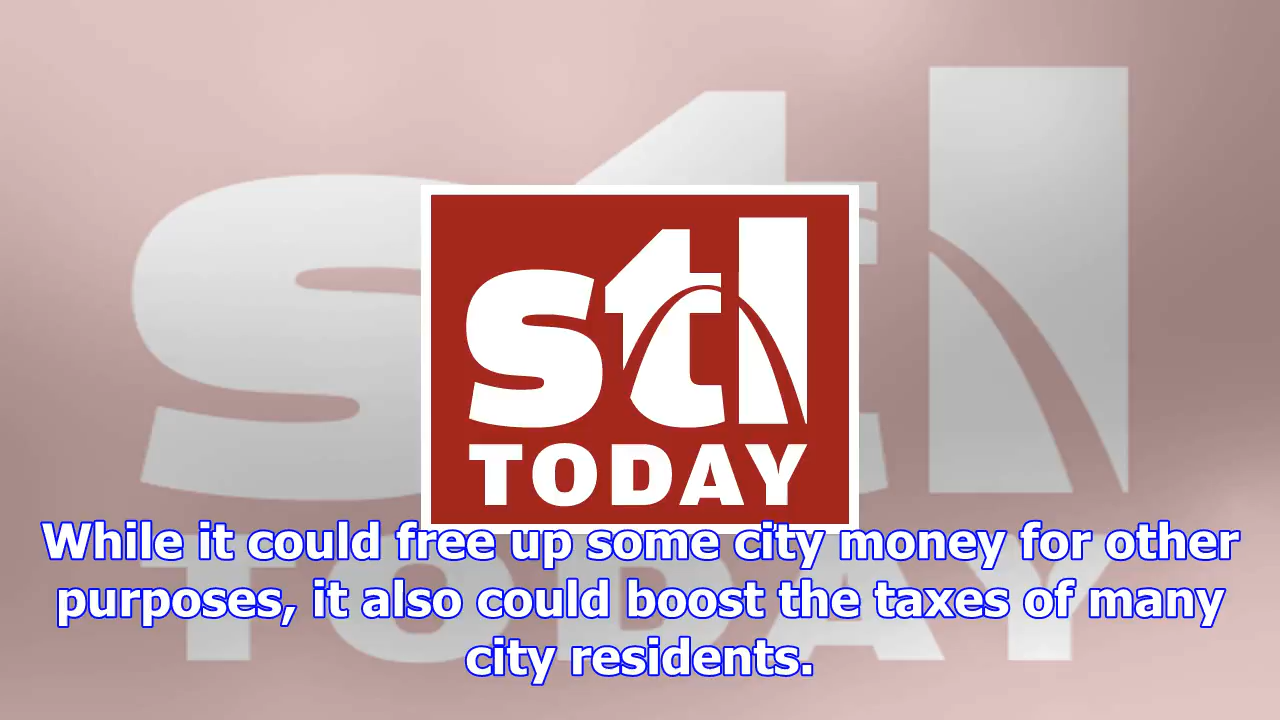 stl
TODAY
While it could free up some city money for other
purposes, it also could boost the taxes of many
city residents.